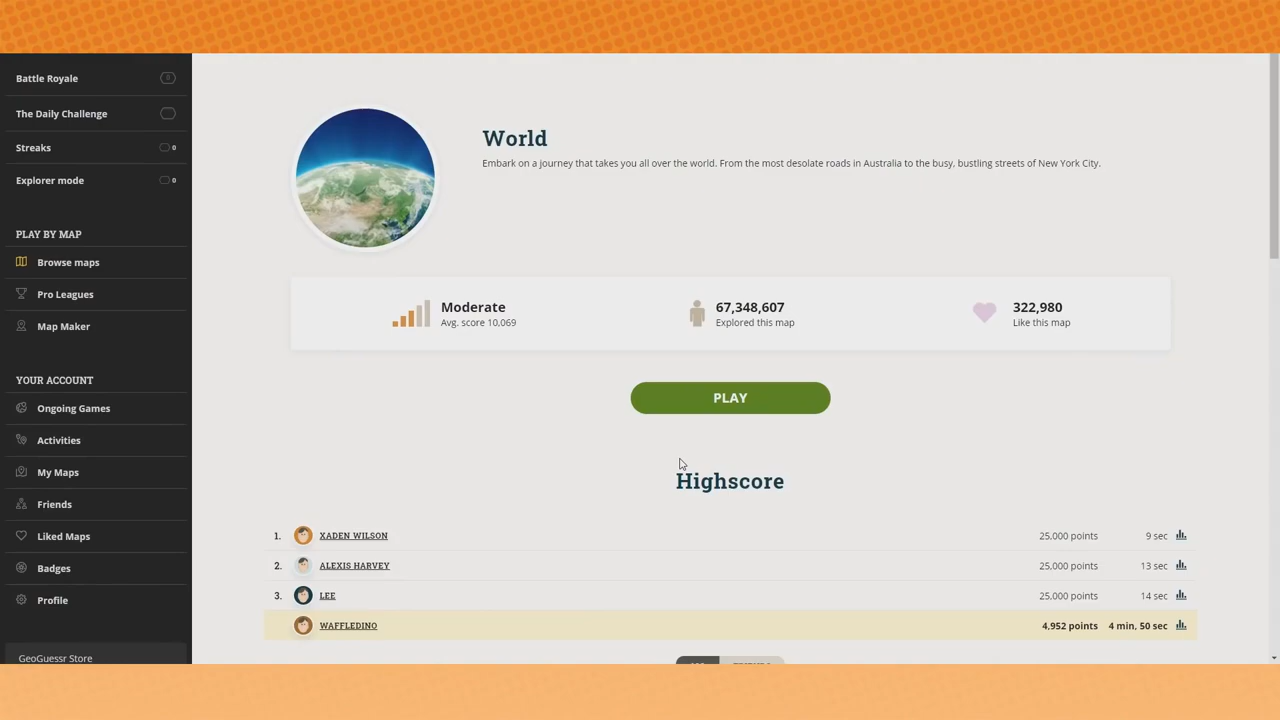 Battle Royale
The Daily Challenge
Streaks 0
Explorer mode 0
PLAY BY MAP
Browse maps
Pro Leagues
Map Maker
YOUR ACCOUNT
Ongoing Games
Activities
My Maps
Friends
Liked Maps
Badges
Profile
GeoGuessr Store
World
Embark on a journey that takes you all over the world. From the most desolate roads in Australia to the busy, bustling streets of New York City.
Moderate
Avg. score 10,069
67,348,607
Explored this map
322,980
Like this map
PLAY
Highscore
1. XADEN WILSON 25,000 points 9 sec
2. ALEXIS HARVEY 25,000 points 13 sec
3. LEE 25,000 points 14 sec
WAFFLEDINO 4,952 points 4 min, 50 sec